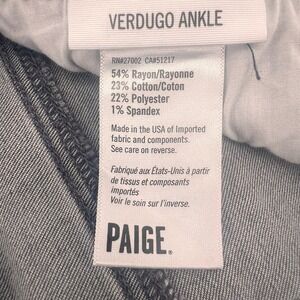 VERDUGO ANKLE
RN#27002 CA#51217
54% Rayon/Rayonne
23% Cotton/Coton
22% Polyester
1% Spandex
Made in the USA of Imported
fabric and components.
See care on reverse.
Fabriqué aux États-Unis à partir
de tissus et composants
importés
Voir le soin sur l'inverse.
PAIGE.